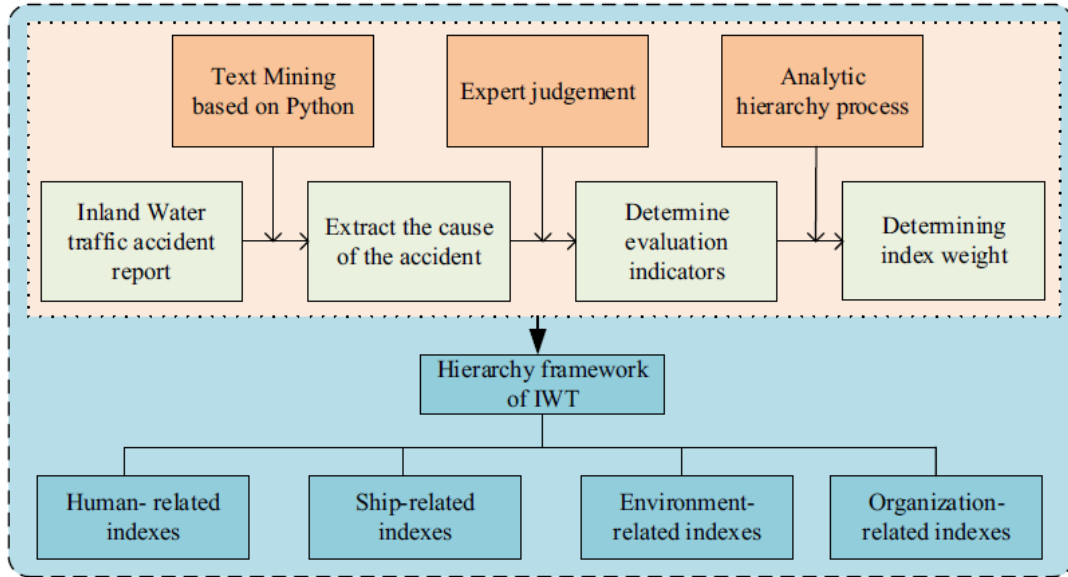 Text Mining
based on Python
Expert judgement
Analytic
hierarchy process
Inland Water
traffic accident
report
Extract the cause
of the accident
Determine
evaluation
indicators
Determining
index weight
Hierarchy framework
of IWT
Human- related
indexes
Ship-related
indexes
Environment-
related indexes
Organization-
related indexes